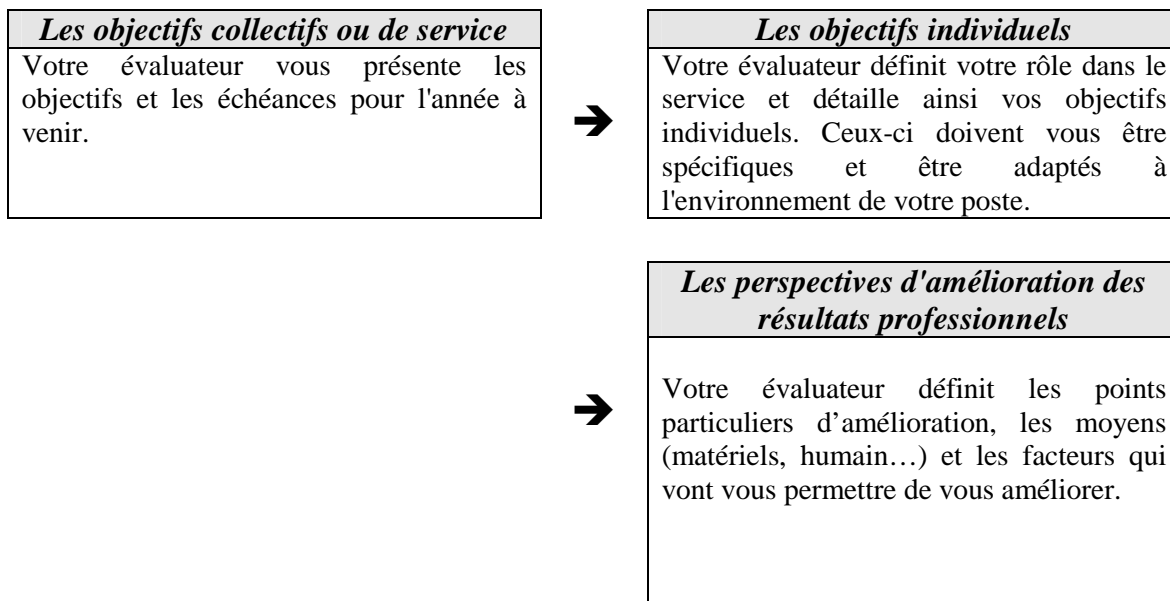 Les objectifs collectifs ou de service
Votre évaluateur vous présente les
objectifs et les échéances pour l'année à
venir.
➔
Les objectifs individuels
Votre évaluateur définit votre rôle dans le
service et détaille ainsi vos objectifs
individuels. Ceux-ci doivent vous être
spécifiques et être adaptés à
l'environnement de votre poste.
➔
Les perspectives d'amélioration des
résultats professionnels
Votre évaluateur définit les points
particuliers d’amélioration, les moyens
(matériels, humain…) et les facteurs qui
vont vous permettre de vous améliorer.